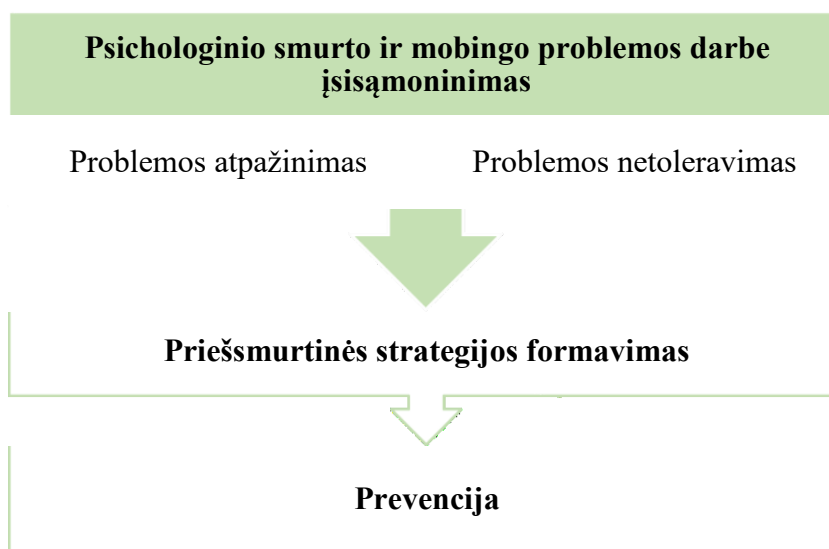 Psichologinio smurto ir mobingo problemos darbe
įsisąmoninimas
Problemos atpažinimas Problemos netoleravimas
Priešsmurtinės strategijos formavimas
Prevencija